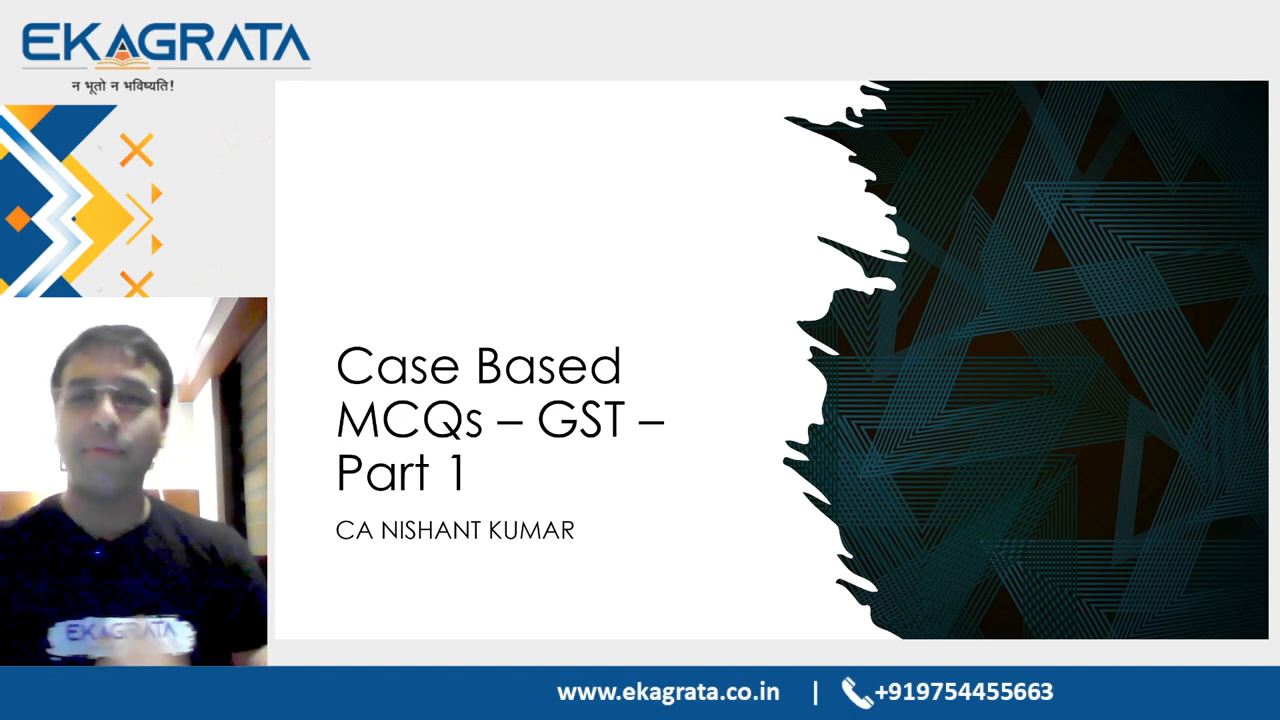 EKAGRATA
न भूतो न भविष्यति!
Case Based
MCQs – GST –
Part 1
CA NISHANT KUMAR
EKAGRATA
www.ekagrata.co.in | +919754455663